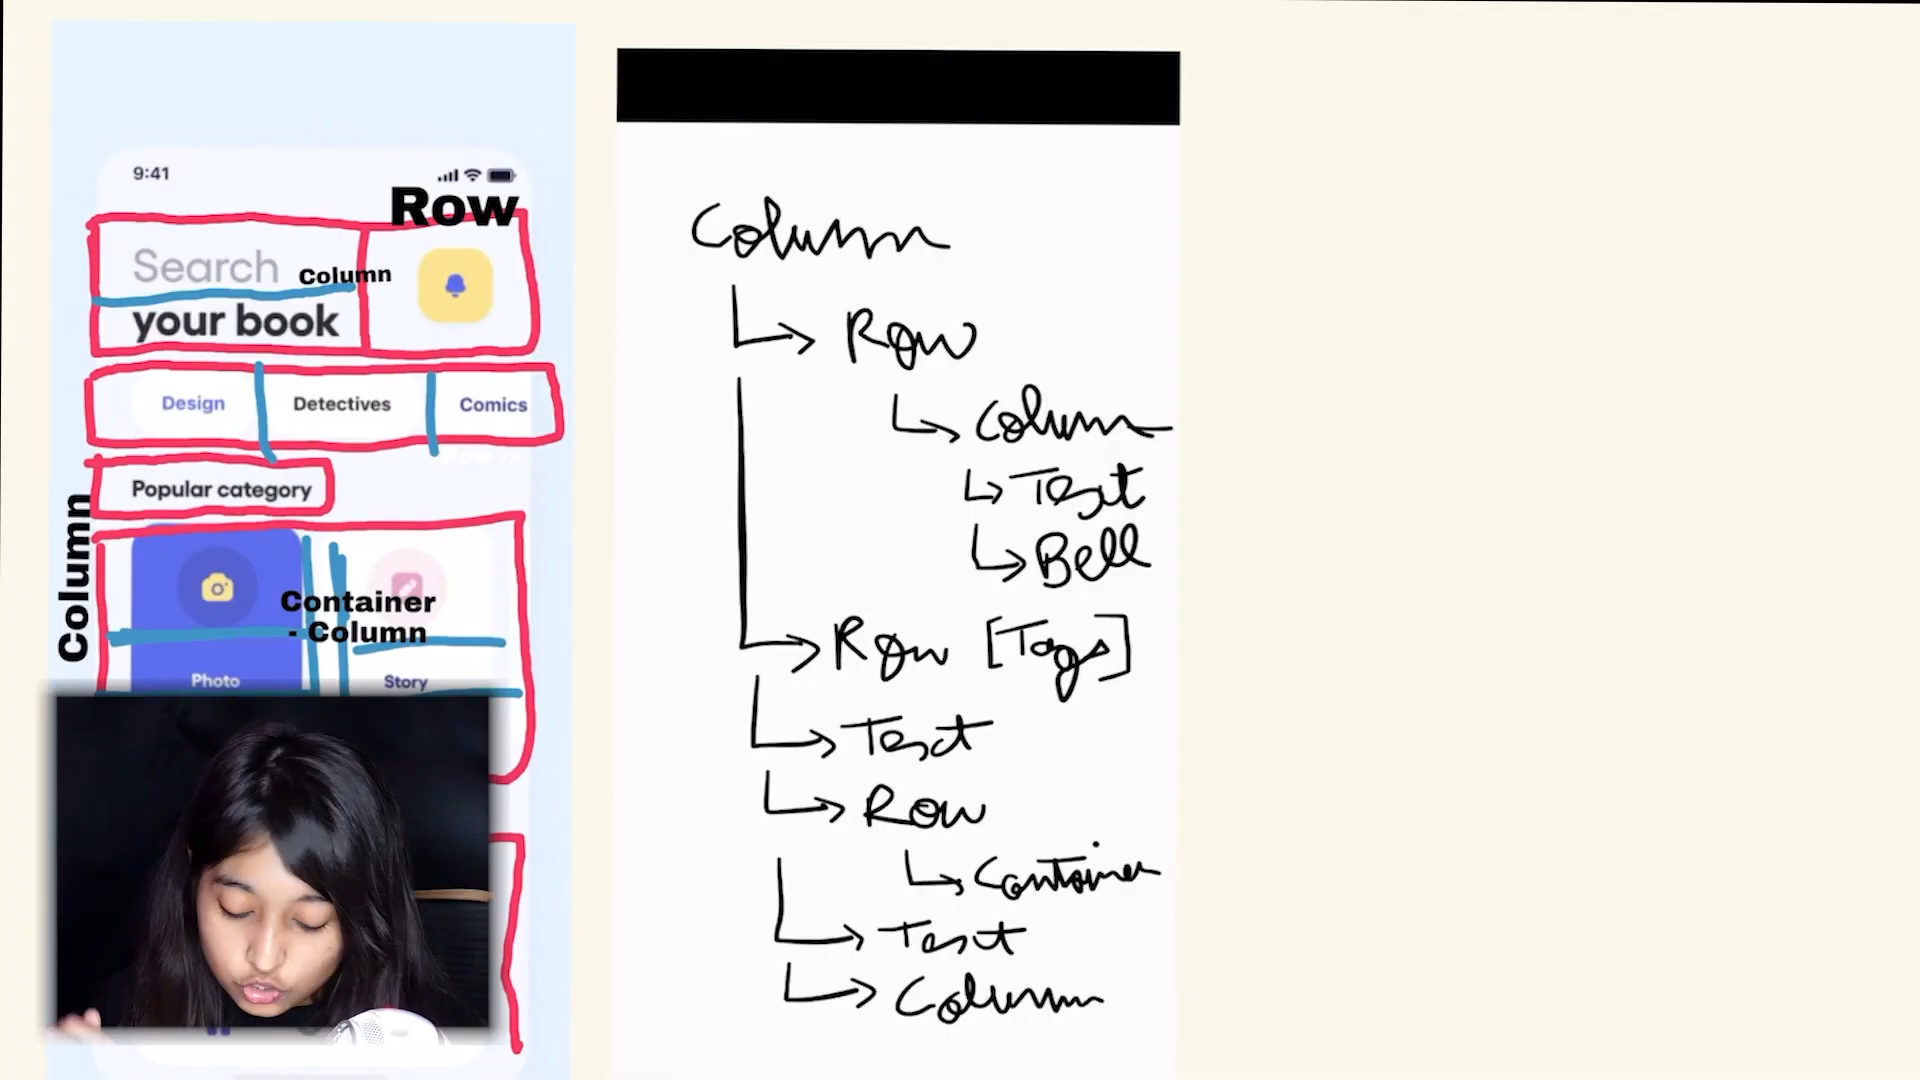 9:41
Row
Search
Column
your book
Design Detectives Comics
Popular category
Column
Container
- Column
Photo Story
Column
Row
Column
Text
Bell
Row [Tags]
Text
Row
Container
Text
Column